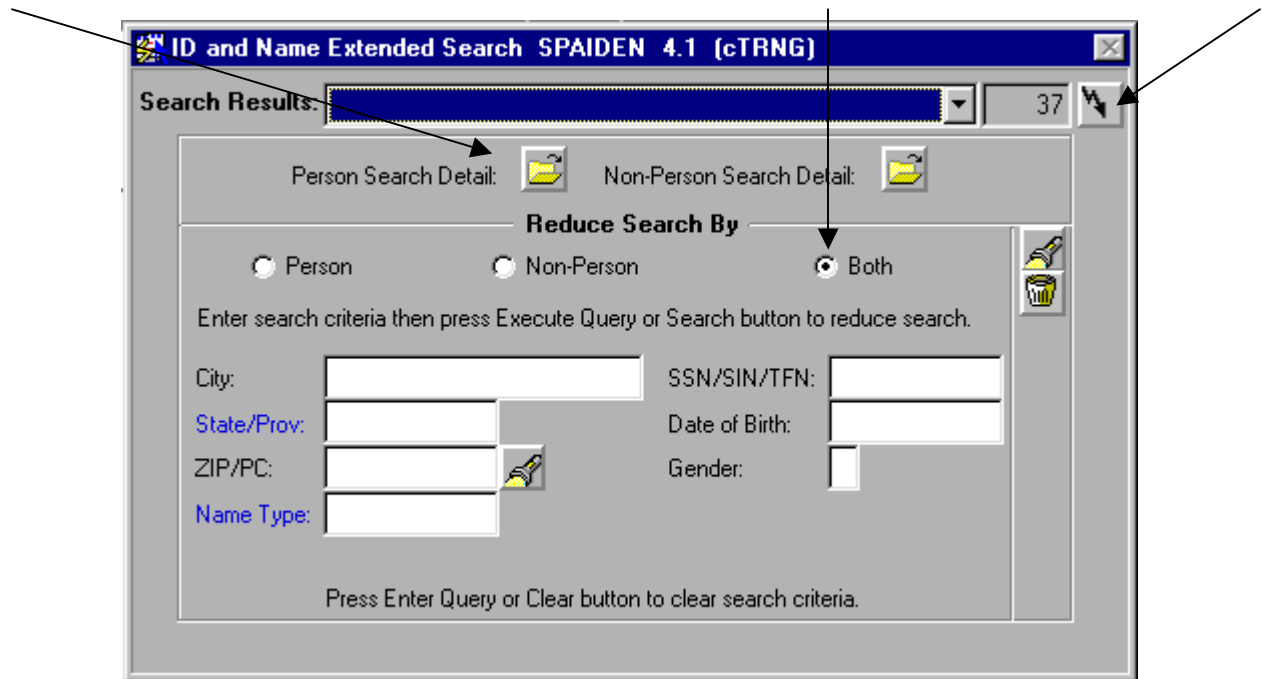 ID and Name Extended Search SPAIDEN 4.1 (cTRNG)
Search Results: 37
Person Search Detail: Non-Person Search Detail:
Reduce Search By
Person Non-Person Both
Enter search criteria then press Execute Query or Search button to reduce search.
City: SSN/SIN/TFN:
State/Prov: Date of Birth:
ZIP/PC: Gender:
Name Type:
Press Enter Query or Clear button to clear search criteria.